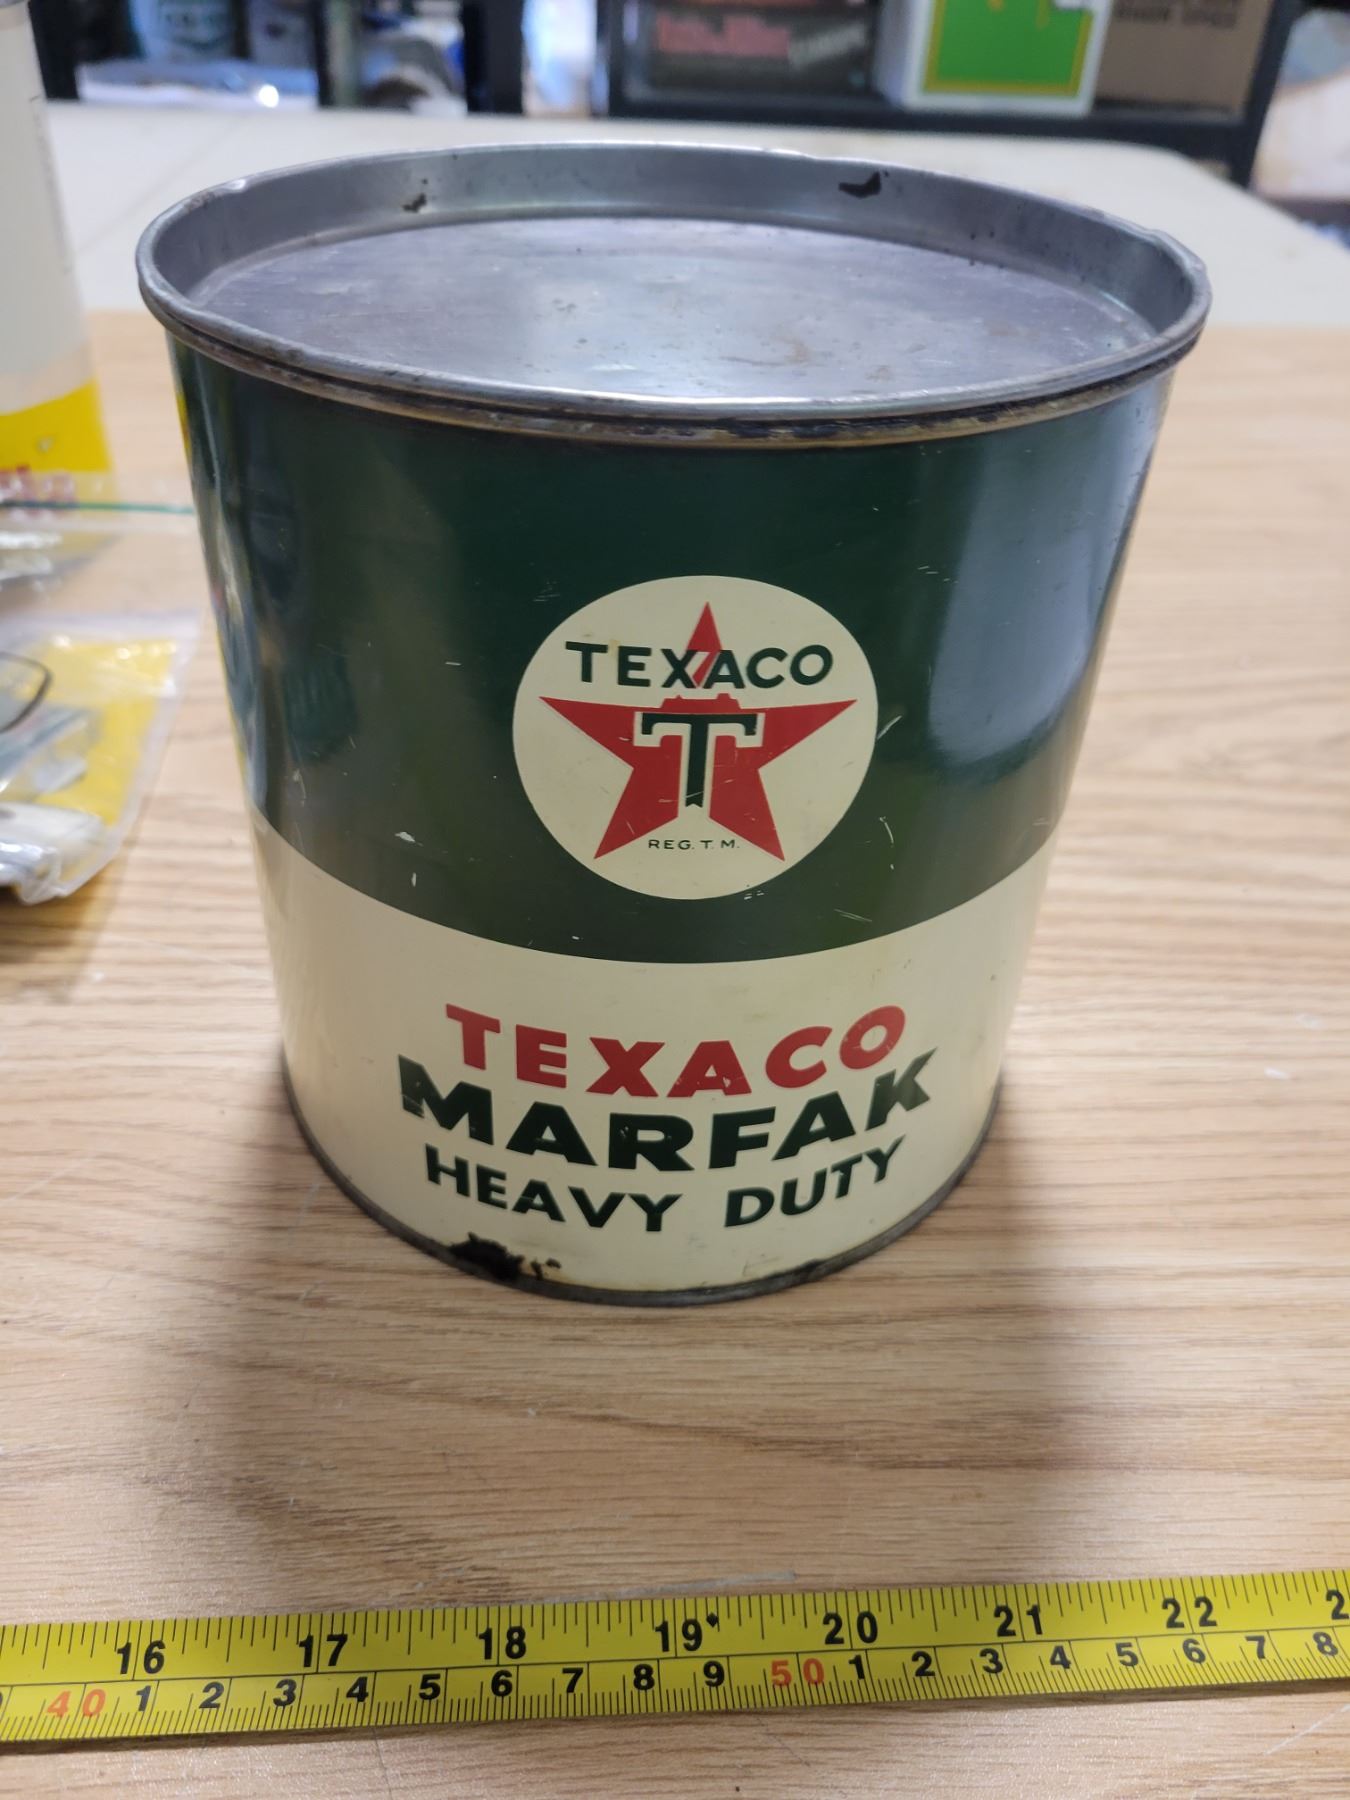 TEXACO
T
REG. T. M.
TEXACO
MARFAK
HEAVY DUTY
16 17 18 19 20 21 22 2
40 1 2 3 4 5 6 7 8 9 50 1 2 3 4 5 6 7 8